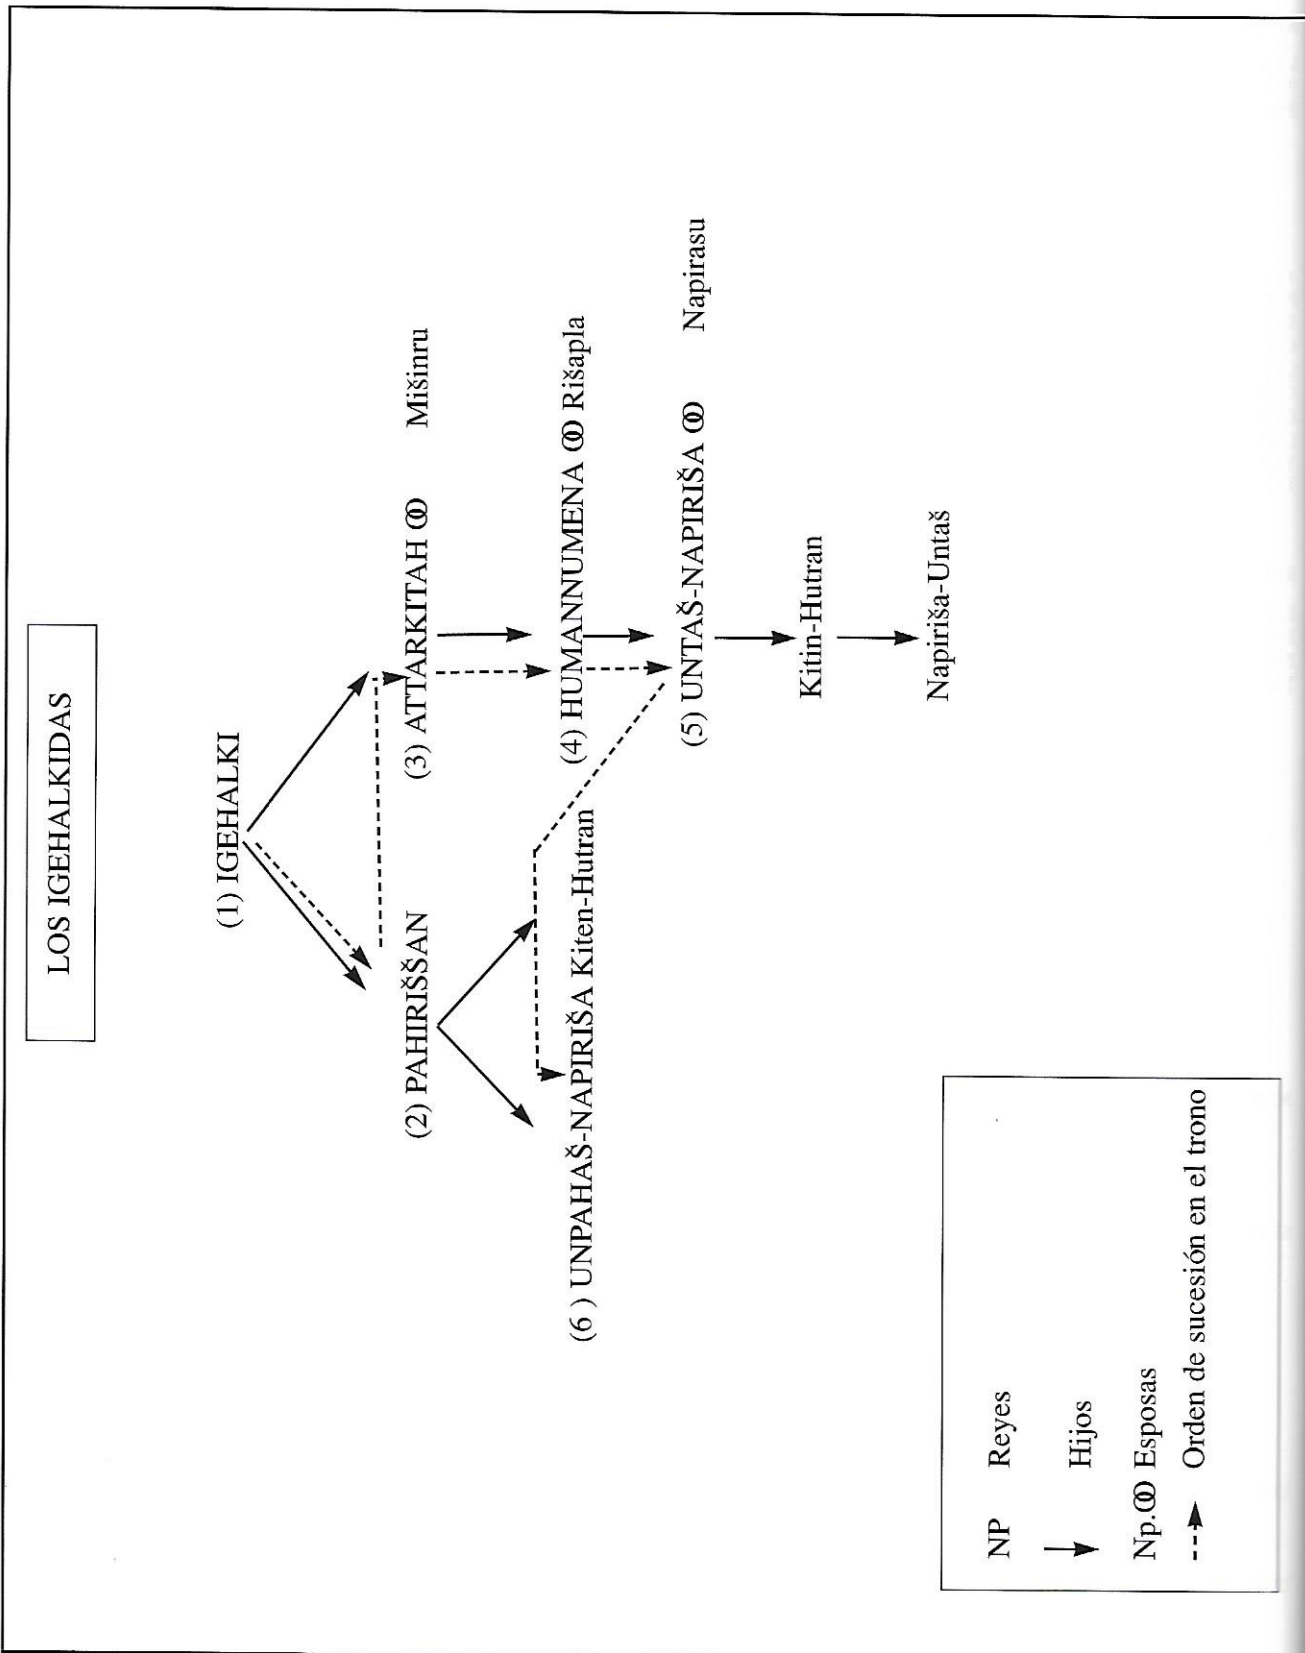 LOS IGEHALKIDAS
(1) IGEHALKI
(2) PAHIRIŠŠAN (3) ATTARKITAH Ꝏ Mišinru
(6 ) UNPAHAŠ-NAPIRIŠA Kiten-Hutran (4) HUMANNUMENA Ꝏ Rišapla
(5) UNTAŠ-NAPIRIŠA Ꝏ Napirasu
Kitin-Hutran
Napiriša-Untaš
NP Reyes
Hijos
Np.Ꝏ Esposas
Orden de sucesión en el trono